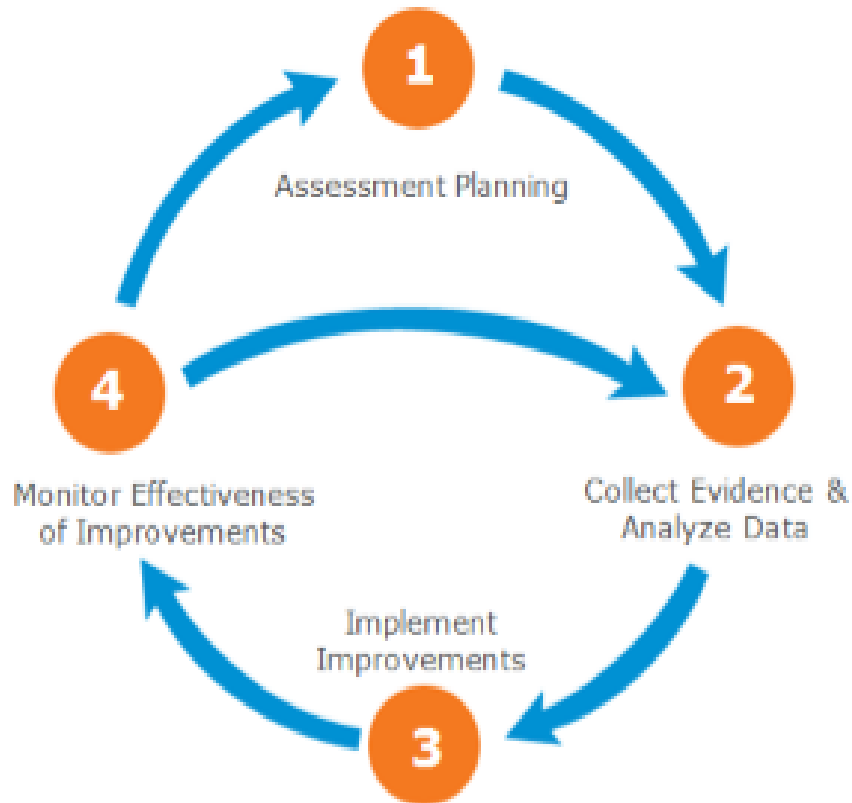 1
Assessment Planning
2
Collect Evidence &
Analyze Data
Implement
Improvements
3
4
Monitor Effectiveness
of Improvements